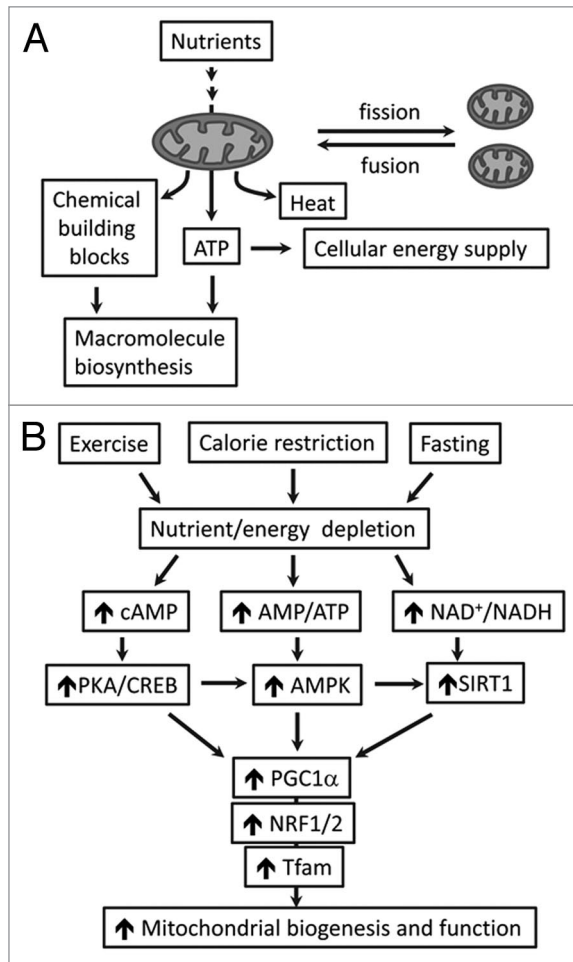 A
Nutrients
fission
fusion
Chemical
building
blocks
Heat
ATP
Cellular energy supply
Macromolecule
biosynthesis
B
Exercise
Calorie restriction
Fasting
Nutrient/energy depletion
🡹 cAMP
🡹 AMP/ATP
🡹 NAD⁺/NADH
🡹PKA/CREB
🡹 AMPK
🡹SIRT1
🡹 PGC1α
🡹 NRF1/2
🡹 Tfam
🡹 Mitochondrial biogenesis and function